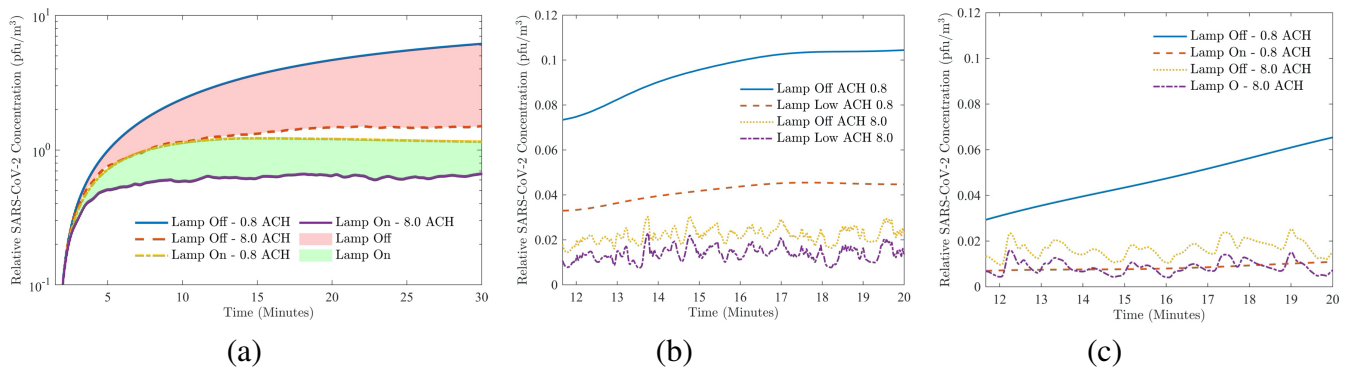 Relative SARS-CoV-2 Concentration (pfu/m³)
10¹
10⁰
10⁻¹
Lamp Off - 0.8 ACH
Lamp Off - 8.0 ACH
Lamp On - 0.8 ACH
Lamp On - 8.0 ACH
Lamp Off
Lamp On
5 10 15 20 25 30
Time (Minutes)
(a)
Relative SARS-CoV-2 Concentration (pfu/m³)
0.12
0.1
0.08
0.06
0.04
0.02
0
Lamp Off ACH 0.8
Lamp Low ACH 0.8
Lamp Off ACH 8.0
Lamp Low ACH 8.0
12 13 14 15 16 17 18 19 20
Time (Minutes)
(b)
Relative SARS-CoV-2 Concentration (pfu/m³)
0.12
0.1
0.08
0.06
0.04
0.02
0
Lamp Off - 0.8 ACH
Lamp On - 0.8 ACH
Lamp Off - 8.0 ACH
Lamp O - 8.0 ACH
12 13 14 15 16 17 18 19 20
Time (Minutes)
(c)